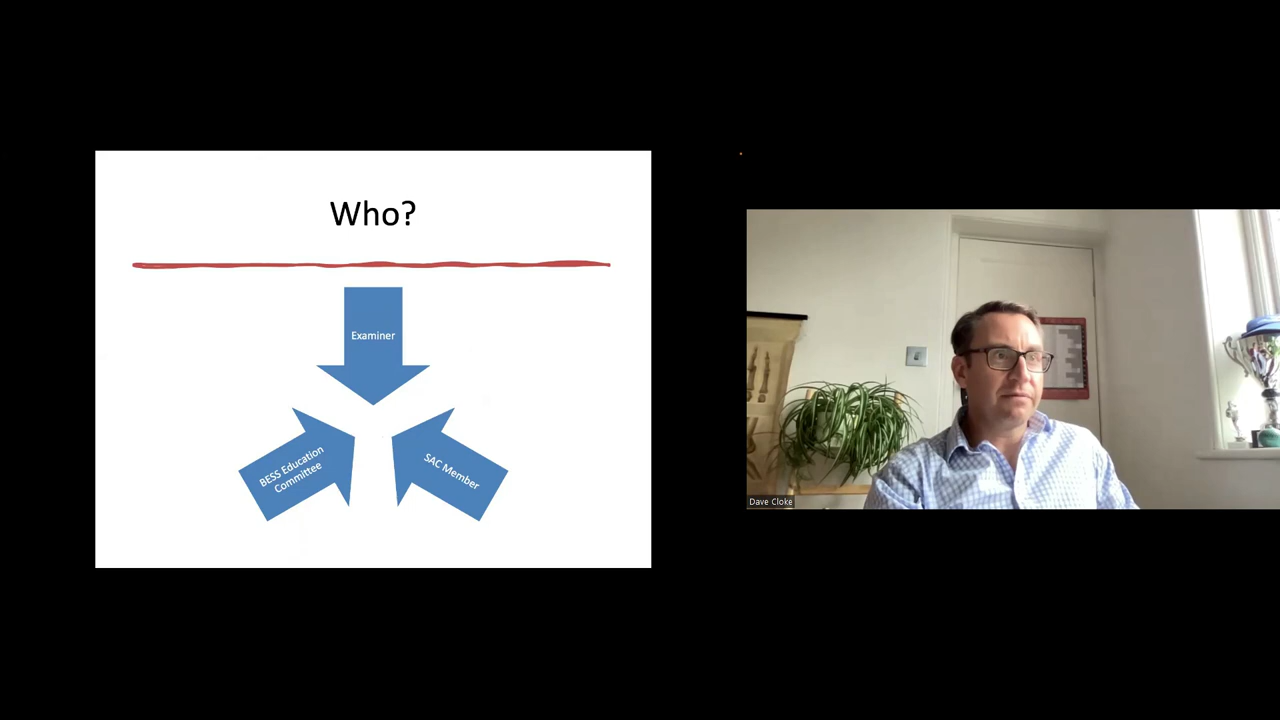 Who?
Examiner
BESS Education
Committee
SAC Member
Dave Cloke